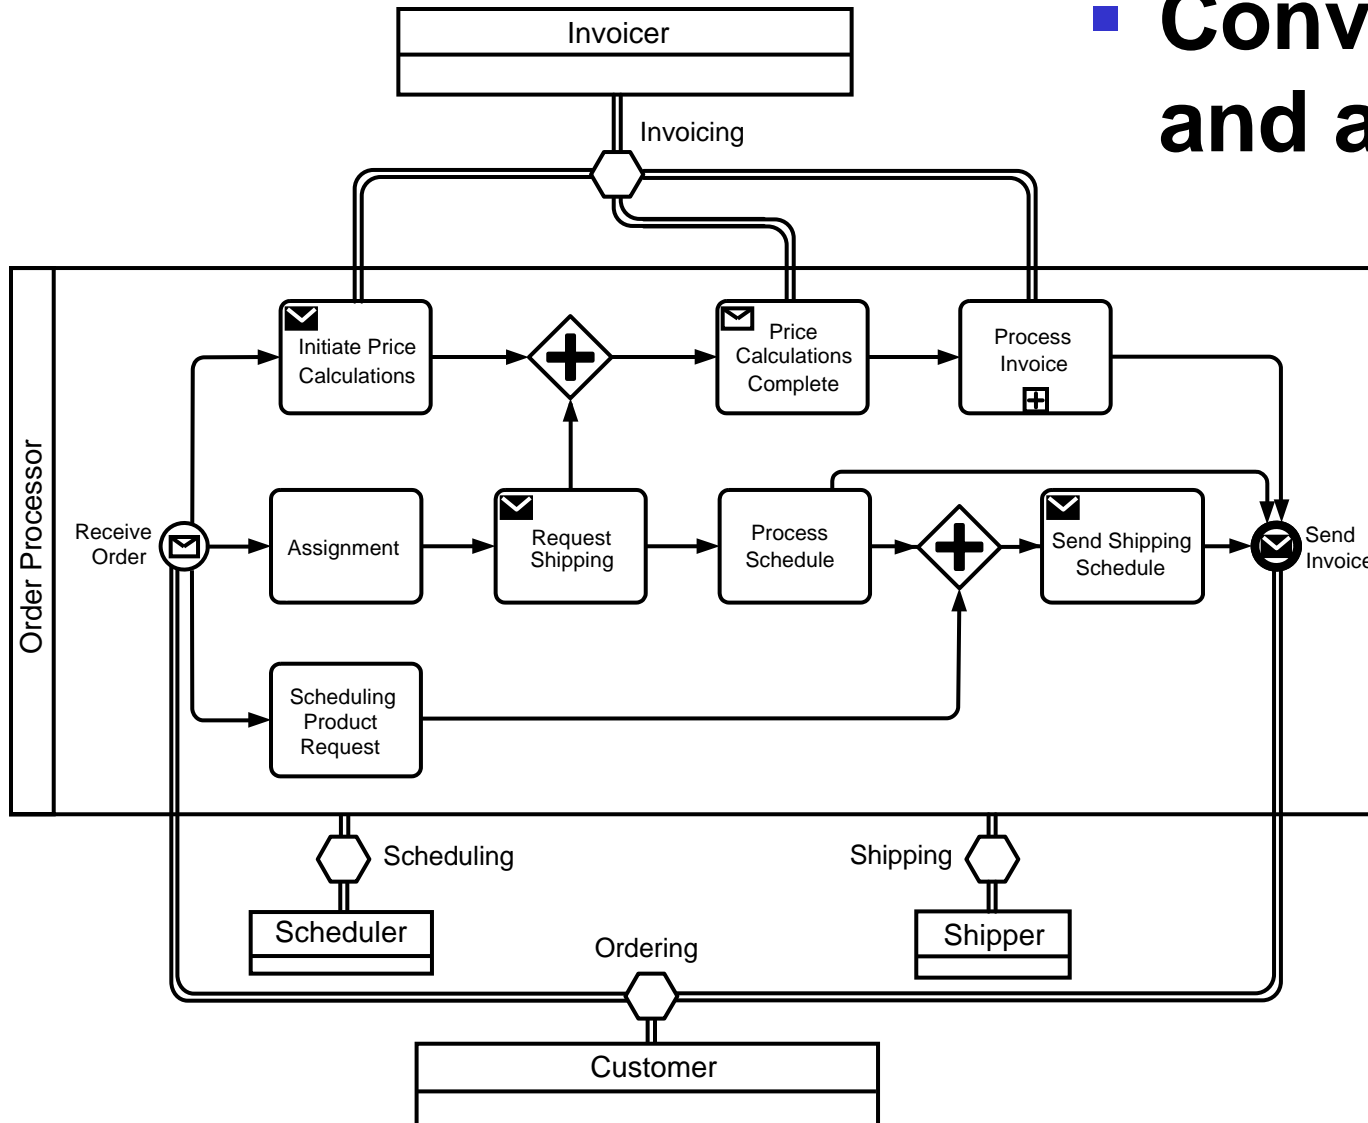 Conv
and a
Invoicer
Invoicing
Order Processor
Initiate Price
Calculations
Price
Calculations
Complete
Process
Invoice
Receive
Order
Assignment
Request
Shipping
Process
Schedule
Send Shipping
Schedule
Send
Invoice
Scheduling
Product
Request
Scheduling
Shipping
Scheduler
Shipper
Ordering
Customer